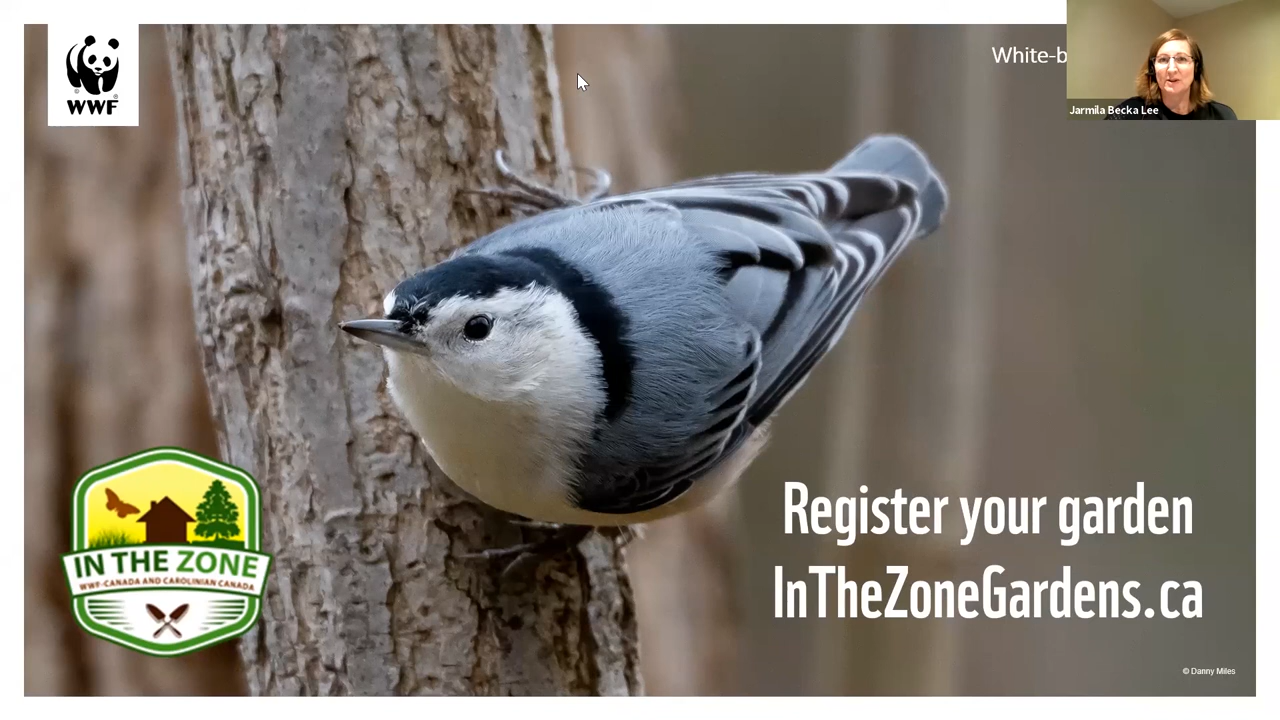 WWF
White-b
Jarmila Becka Lee
IN THE ZONE
WWF-CANADA AND CAROLINIAN CANADA
Register your garden
InTheZoneGardens.ca
© Danny Miles